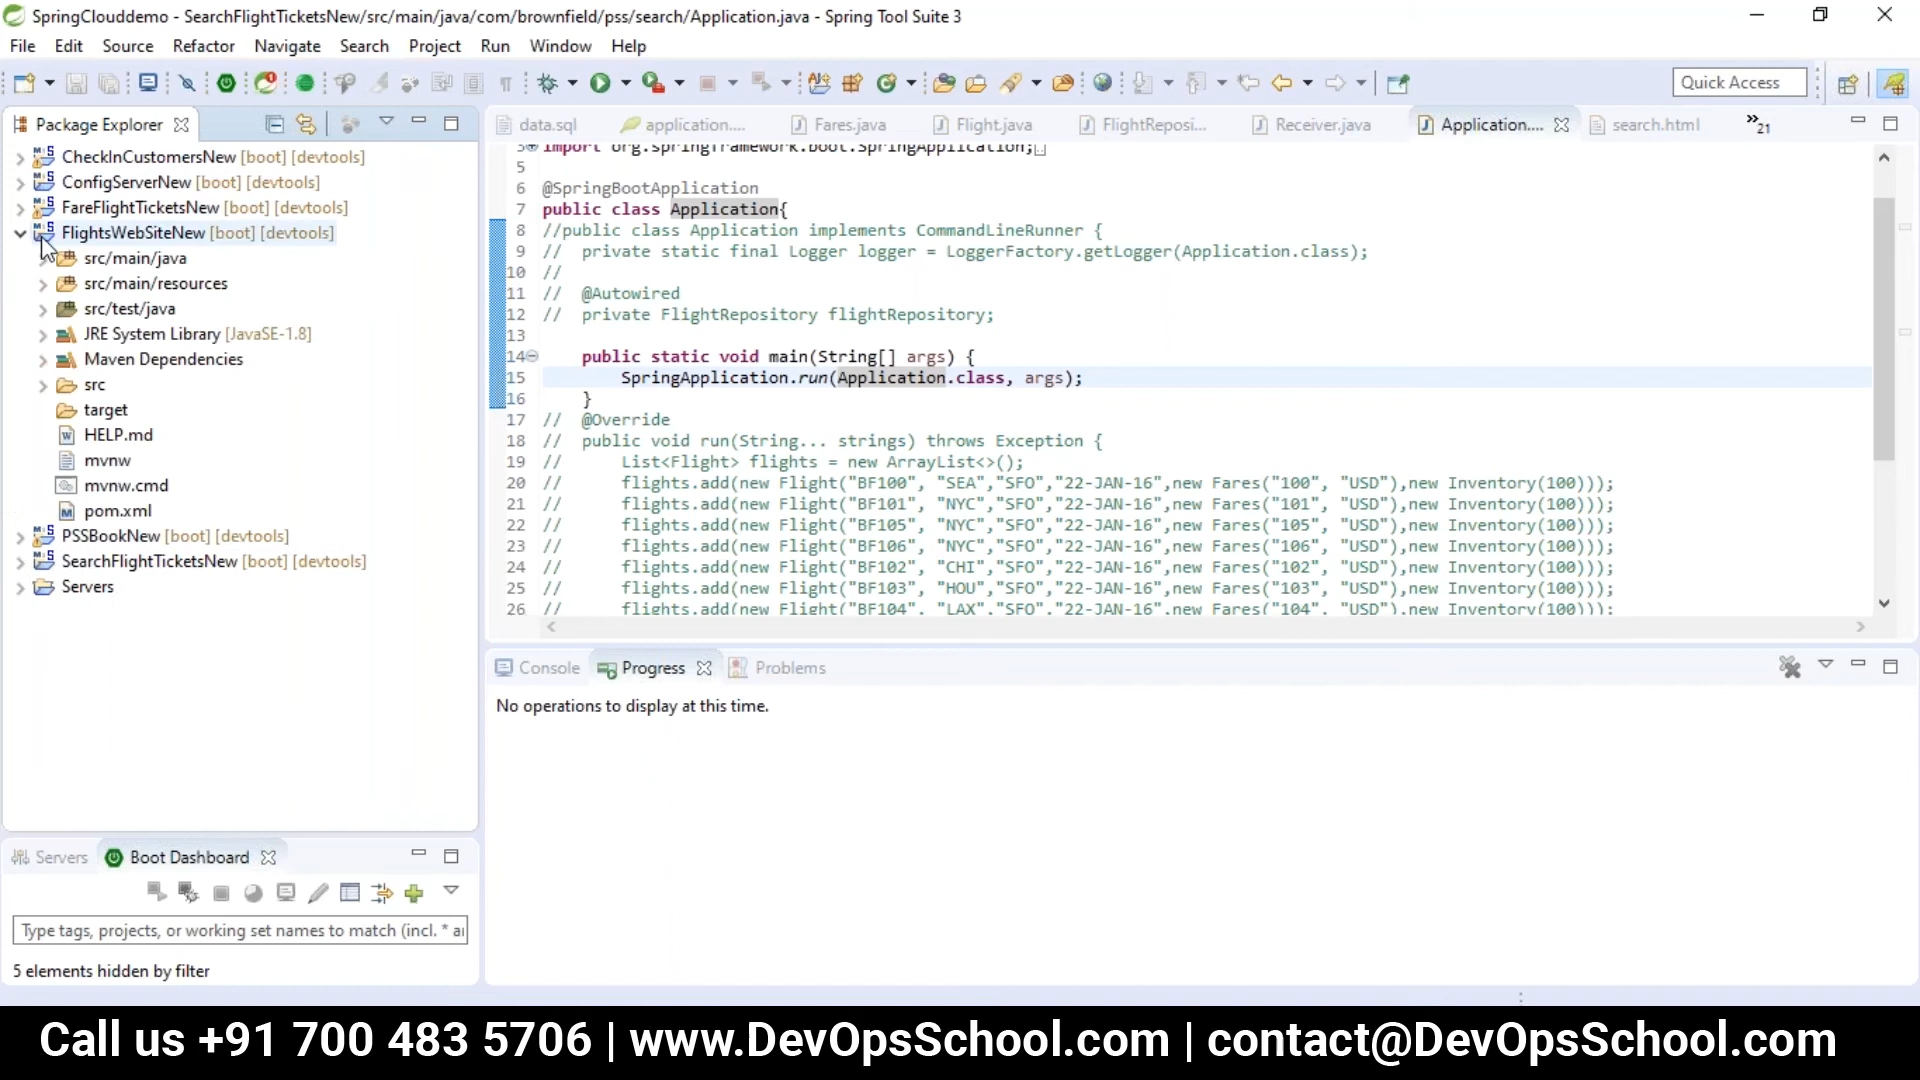 SpringClouddemo - SearchFlightTicketsNew/src/main/java/com/brownfield/pss/search/Application.java - Spring Tool Suite 3
File Edit Source Refactor Navigate Search Project Run Window Help
Quick Access
Package Explorer
CheckInCustomersNew [boot] [devtools]
ConfigServerNew [boot] [devtools]
FareFlightTicketsNew [boot] [devtools]
FlightsWebSiteNew [boot] [devtools]
src/main/java
src/main/resources
src/test/java
JRE System Library [JavaSE-1.8]
Maven Dependencies
src
target
HELP.md
mvnw
mvnw.cmd
pom.xml
PSSBookNew [boot] [devtools]
SearchFlightTicketsNew [boot] [devtools]
Servers
data.sql application.... Fares.java Flight.java FlightReposi... Receiver.java Application.... search.html »21
3 import org.springframework.boot.SpringApplication;
5
6 @SpringBootApplication
7 public class Application{
8 //public class Application implements CommandLineRunner {
9 // private static final Logger logger = LoggerFactory.getLogger(Application.class);
10 //
11 // @Autowired
12 // private FlightRepository flightRepository;
13
14 public static void main(String[] args) {
15 SpringApplication.run(Application.class, args);
16 }
17 // @Override
18 // public void run(String... strings) throws Exception {
19 // List<Flight> flights = new ArrayList<>();
20 // flights.add(new Flight("BF100", "SEA","SFO","22-JAN-16",new Fares("100", "USD"),new Inventory(100)));
21 // flights.add(new Flight("BF101", "NYC","SFO","22-JAN-16",new Fares("101", "USD"),new Inventory(100)));
22 // flights.add(new Flight("BF105", "NYC","SFO","22-JAN-16",new Fares("105", "USD"),new Inventory(100)));
23 // flights.add(new Flight("BF106", "NYC","SFO","22-JAN-16",new Fares("106", "USD"),new Inventory(100)));
24 // flights.add(new Flight("BF102", "CHI","SFO","22-JAN-16",new Fares("102", "USD"),new Inventory(100)));
25 // flights.add(new Flight("BF103", "HOU","SFO","22-JAN-16",new Fares("103", "USD"),new Inventory(100)));
26 // flights.add(new Flight("BF104", "LAX","SFO","22-JAN-16",new Fares("104", "USD"),new Inventory(100)));
Console Progress Problems
No operations to display at this time.
Servers Boot Dashboard
Type tags, projects, or working set names to match (incl. * a
5 elements hidden by filter
Call us +91 700 483 5706 | www.DevOpsSchool.com | contact@DevOpsSchool.com